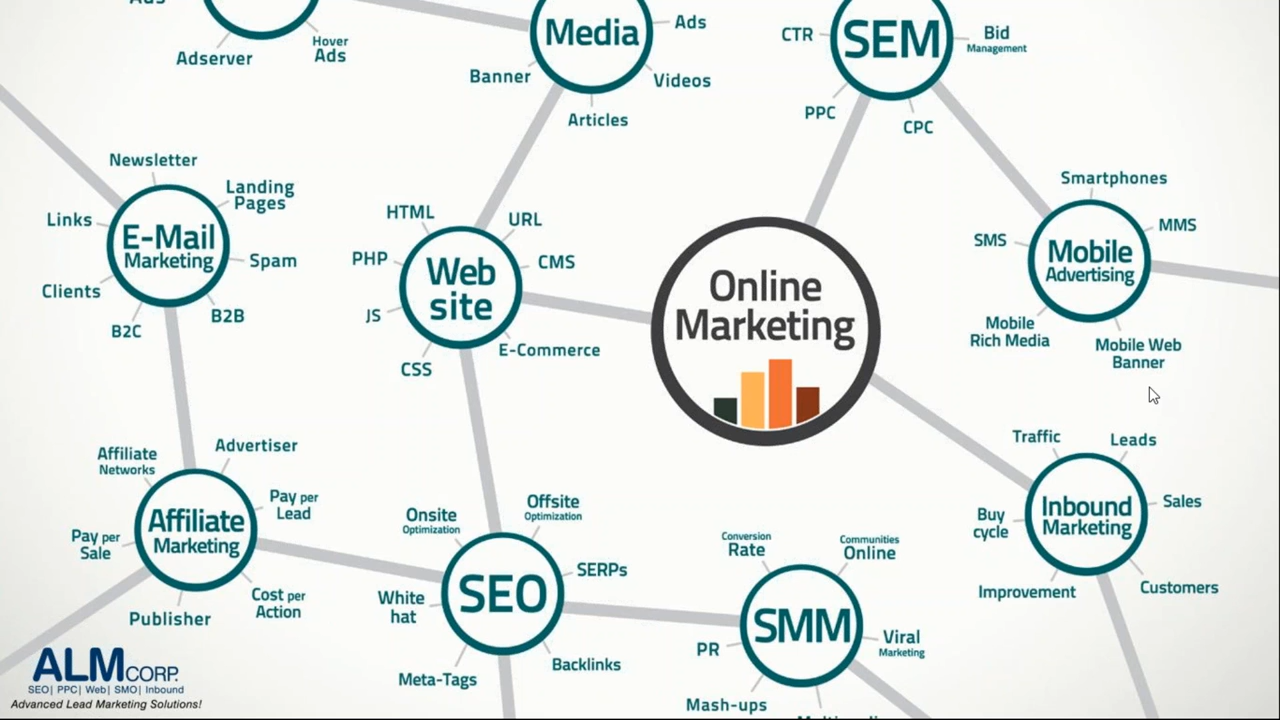 Ads
Adserver
Hover
Ads
Media
Ads
Banner
Videos
Articles
SEM
CTR
Bid
Management
PPC
CPC
E-Mail
Marketing
Newsletter
Landing
Pages
Links
Spam
Clients
B2B
B2C
Web
site
HTML
URL
PHP
CMS
JS
E-Commerce
CSS
Online
Marketing
Mobile
Advertising
Smartphones
MMS
SMS
Mobile
Rich Media
Mobile Web
Banner
Affiliate
Marketing
Affiliate
Networks
Advertiser
Pay per
Lead
Pay per
Sale
Cost per
Action
Publisher
SEO
Onsite
Optimization
Offsite
Optimization
SERPs
White
hat
Backlinks
Meta-Tags
SMM
Conversion
Rate
Communities
Online
PR
Viral
Marketing
Mash-ups
Inbound
Marketing
Traffic
Leads
Buy
cycle
Sales
Improvement
Customers
ALM CORP.
SEO| PPC| Web| SMO| Inbound
Advanced Lead Marketing Solutions!